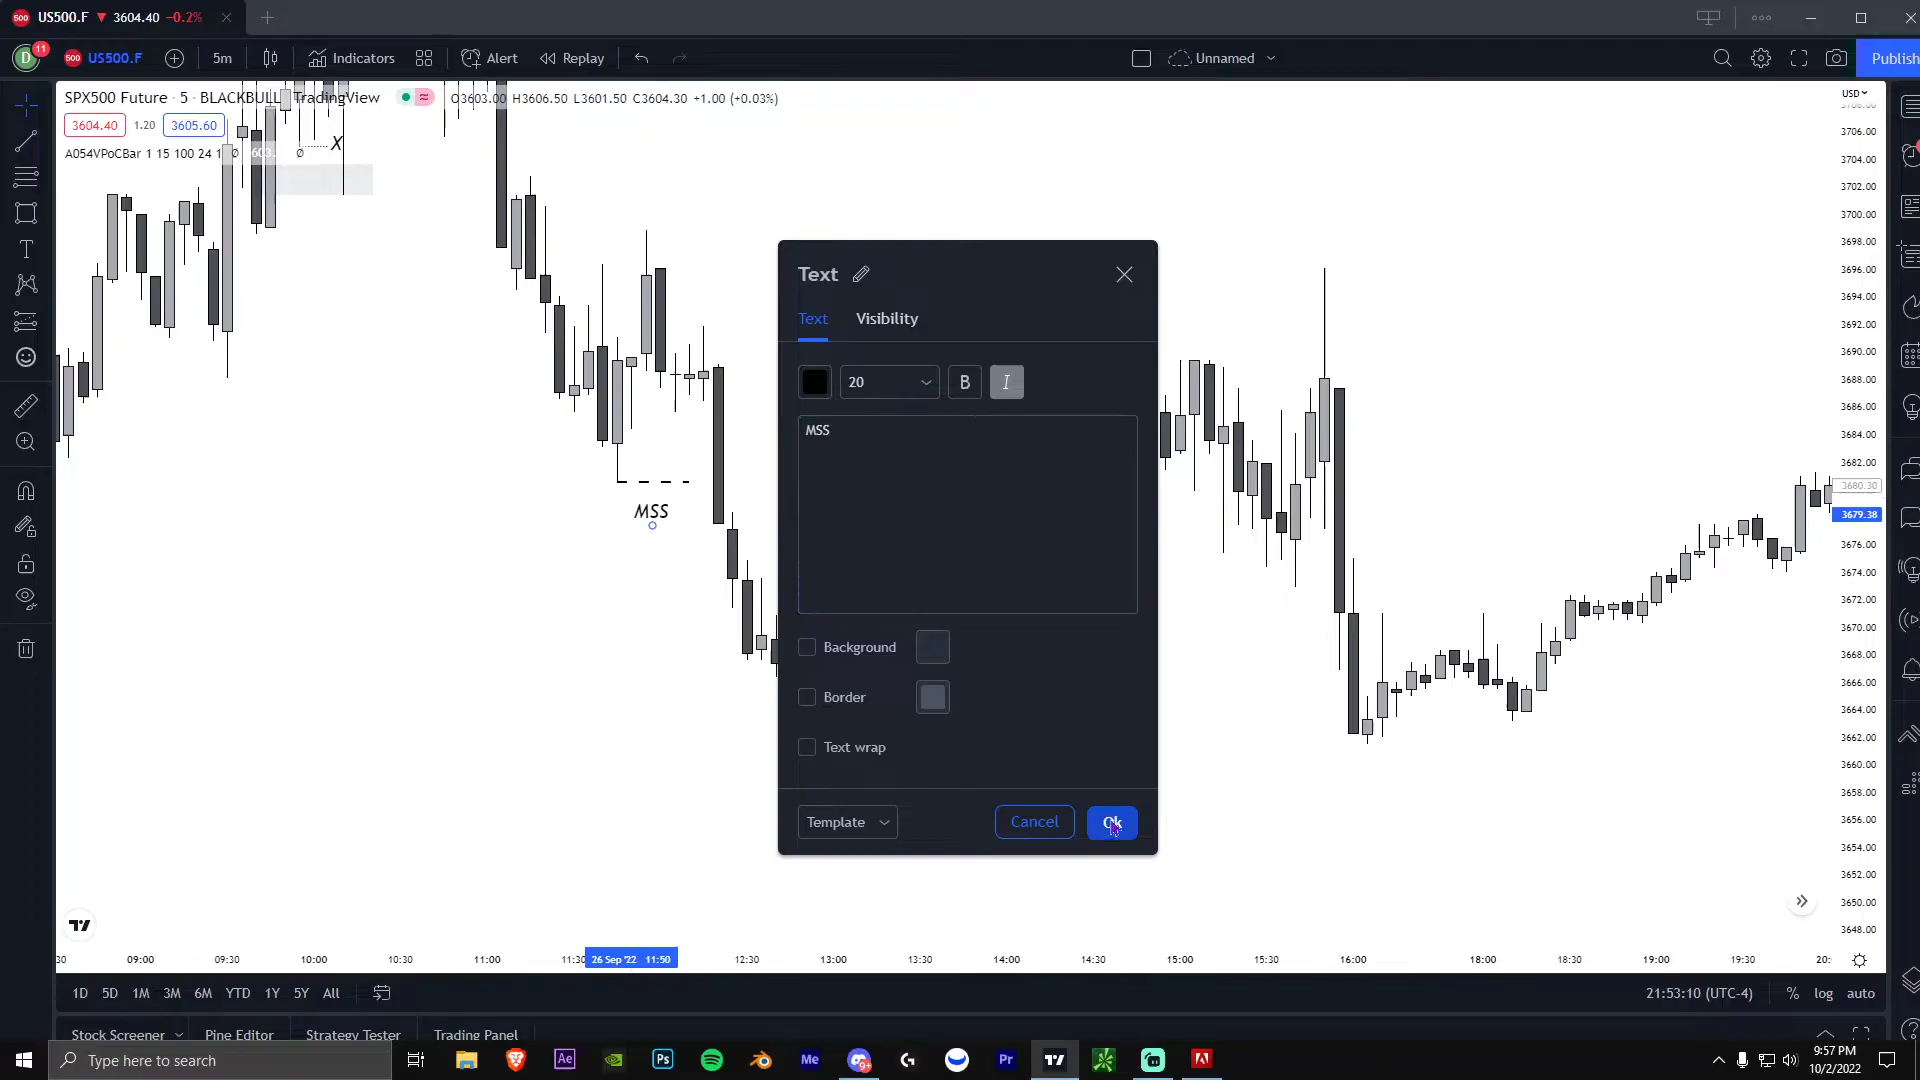 US500.F ▼ 3604.40 −0.2%
D 11 US500.F 5m Indicators Alert Replay Unnamed Publish
SPX500 Future · 5 · BLACKBULL · TradingView O3603.00 H3606.50 L3601.50 C3604.30 +1.00 (+0.03%)
USD
3604.40 1.20 3605.60
A054VPoCBar 1 15 100 24 1
X
MSS
Text
Text Visibility
20 B I
MSS
Background
Border
Text wrap
Template Cancel Ok
3706.00
3704.00
3702.00
3700.00
3698.00
3696.00
3694.00
3692.00
3690.00
3688.00
3686.00
3684.00
3682.00
3680.30
3679.38
3676.00
3674.00
3672.00
3670.00
3668.00
3666.00
3664.00
3662.00
3660.00
3658.00
3656.00
3654.00
3652.00
3650.00
3648.00
30 09:00 09:30 10:00 10:30 11:00 11:30 26 Sep '22 11:50 12:30 13:00 13:30 14:00 14:30 15:00 15:30 16:00 18:00 18:30 19:00 19:30 20:
1D 5D 1M 3M 6M YTD 1Y 5Y All 21:53:10 (UTC-4) % log auto
Stock Screener Pine Editor Strategy Tester Trading Panel
Type here to search
Ae Ps Me Pr
9:57 PM
10/2/2022